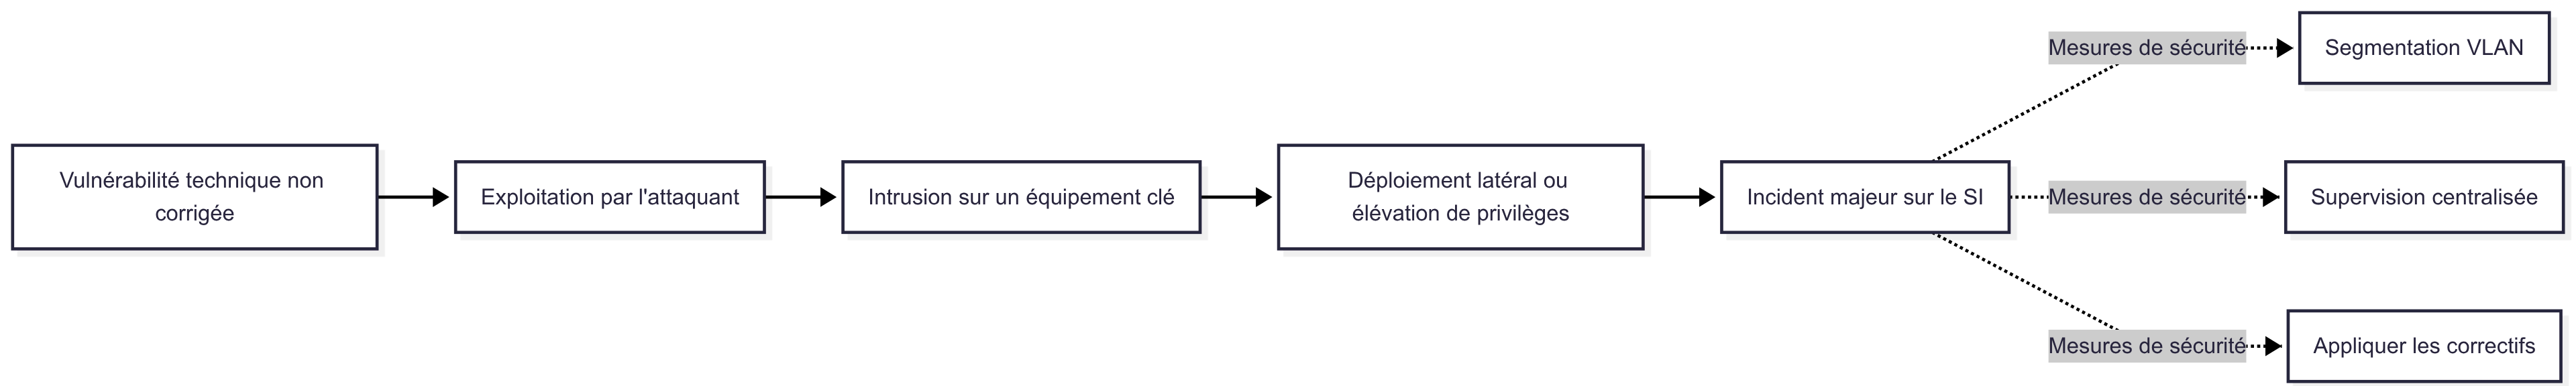 Vulnérabilité technique non
corrigée
Exploitation par l'attaquant
Intrusion sur un équipement clé
Déploiement latéral ou
élévation de privilèges
Incident majeur sur le SI
Mesures de sécurité
Segmentation VLAN
Mesures de sécurité
Supervision centralisée
Mesures de sécurité
Appliquer les correctifs